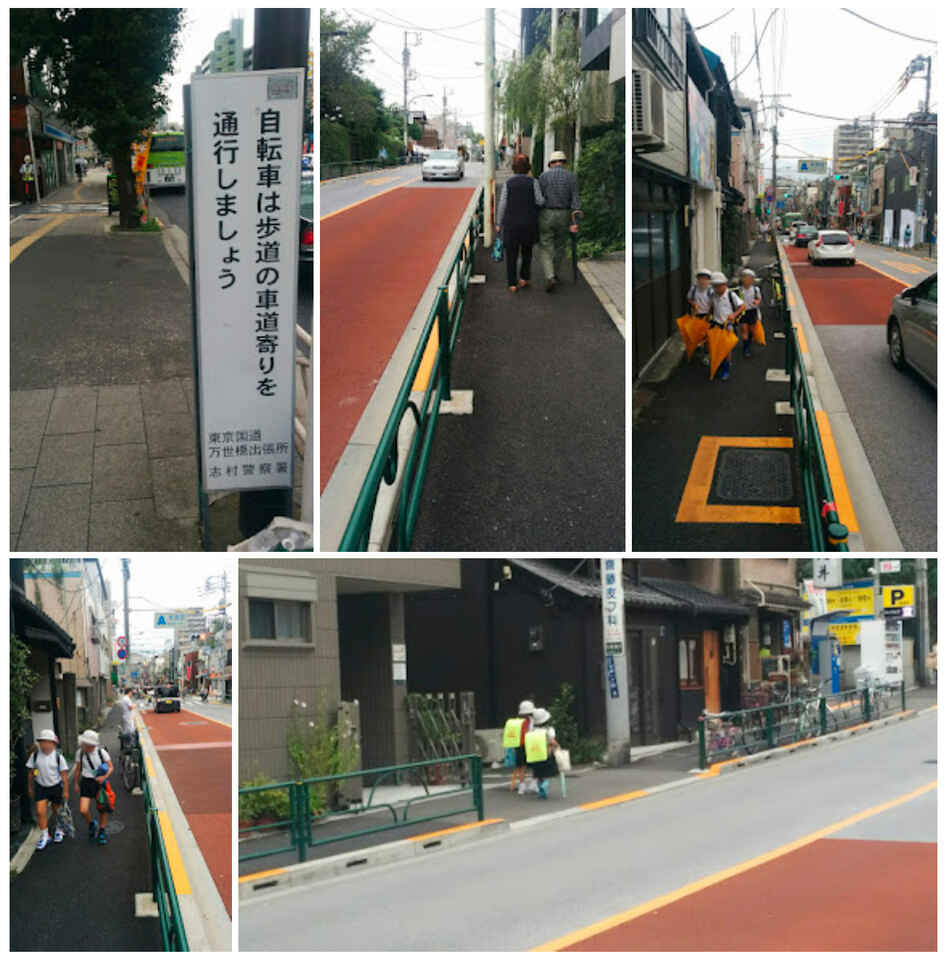 自転車は歩道の車道寄りを
通行しましょう
東京国道
万世橋出張所
志村警察署
P